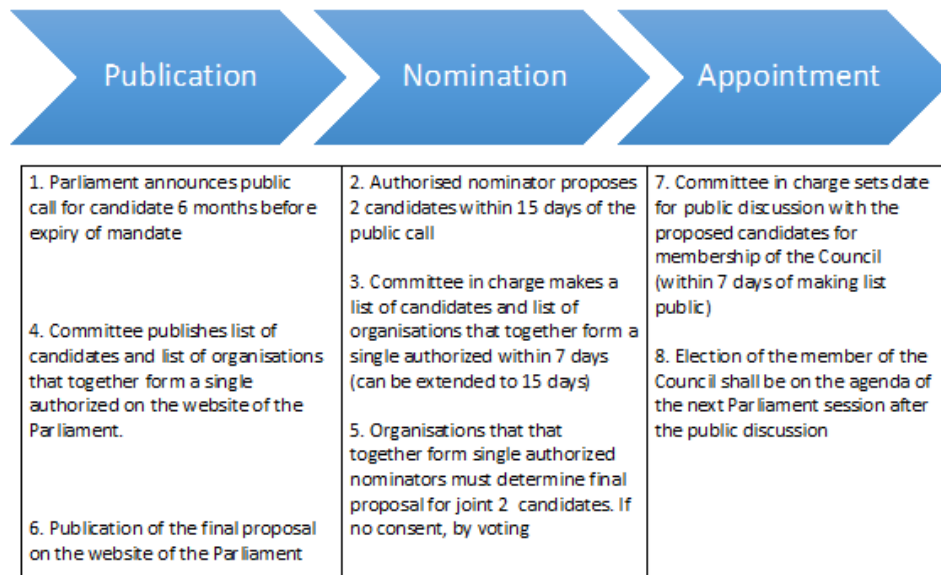 Publication
Nomination
Appointment
1. Parliament announces public
call for candidate 6 months before
expiry of mandate
4. Committee publishes list of
candidates and list of organisations
that together form a single
authorized on the website of the
Parliament.
6. Publication of the final proposal
on the website of the Parliament
2. Authorised nominator proposes
2 candidates within 15 days of the
public call
3. Committee in charge makes a
list of candidates and list of
organisations that together form a
single authorized within 7 days
(can be extended to 15 days)
5. Organisations that that
together form single authorized
nominators must determine final
proposal for joint 2 candidates. If
no consent, by voting
7. Committee in charge sets date
for public discussion with the
proposed candidates for
membership of the Council
(within 7 days of making list
public)
8. Election of the member of the
Council shall be on the agenda of
the next Parliament session after
the public discussion